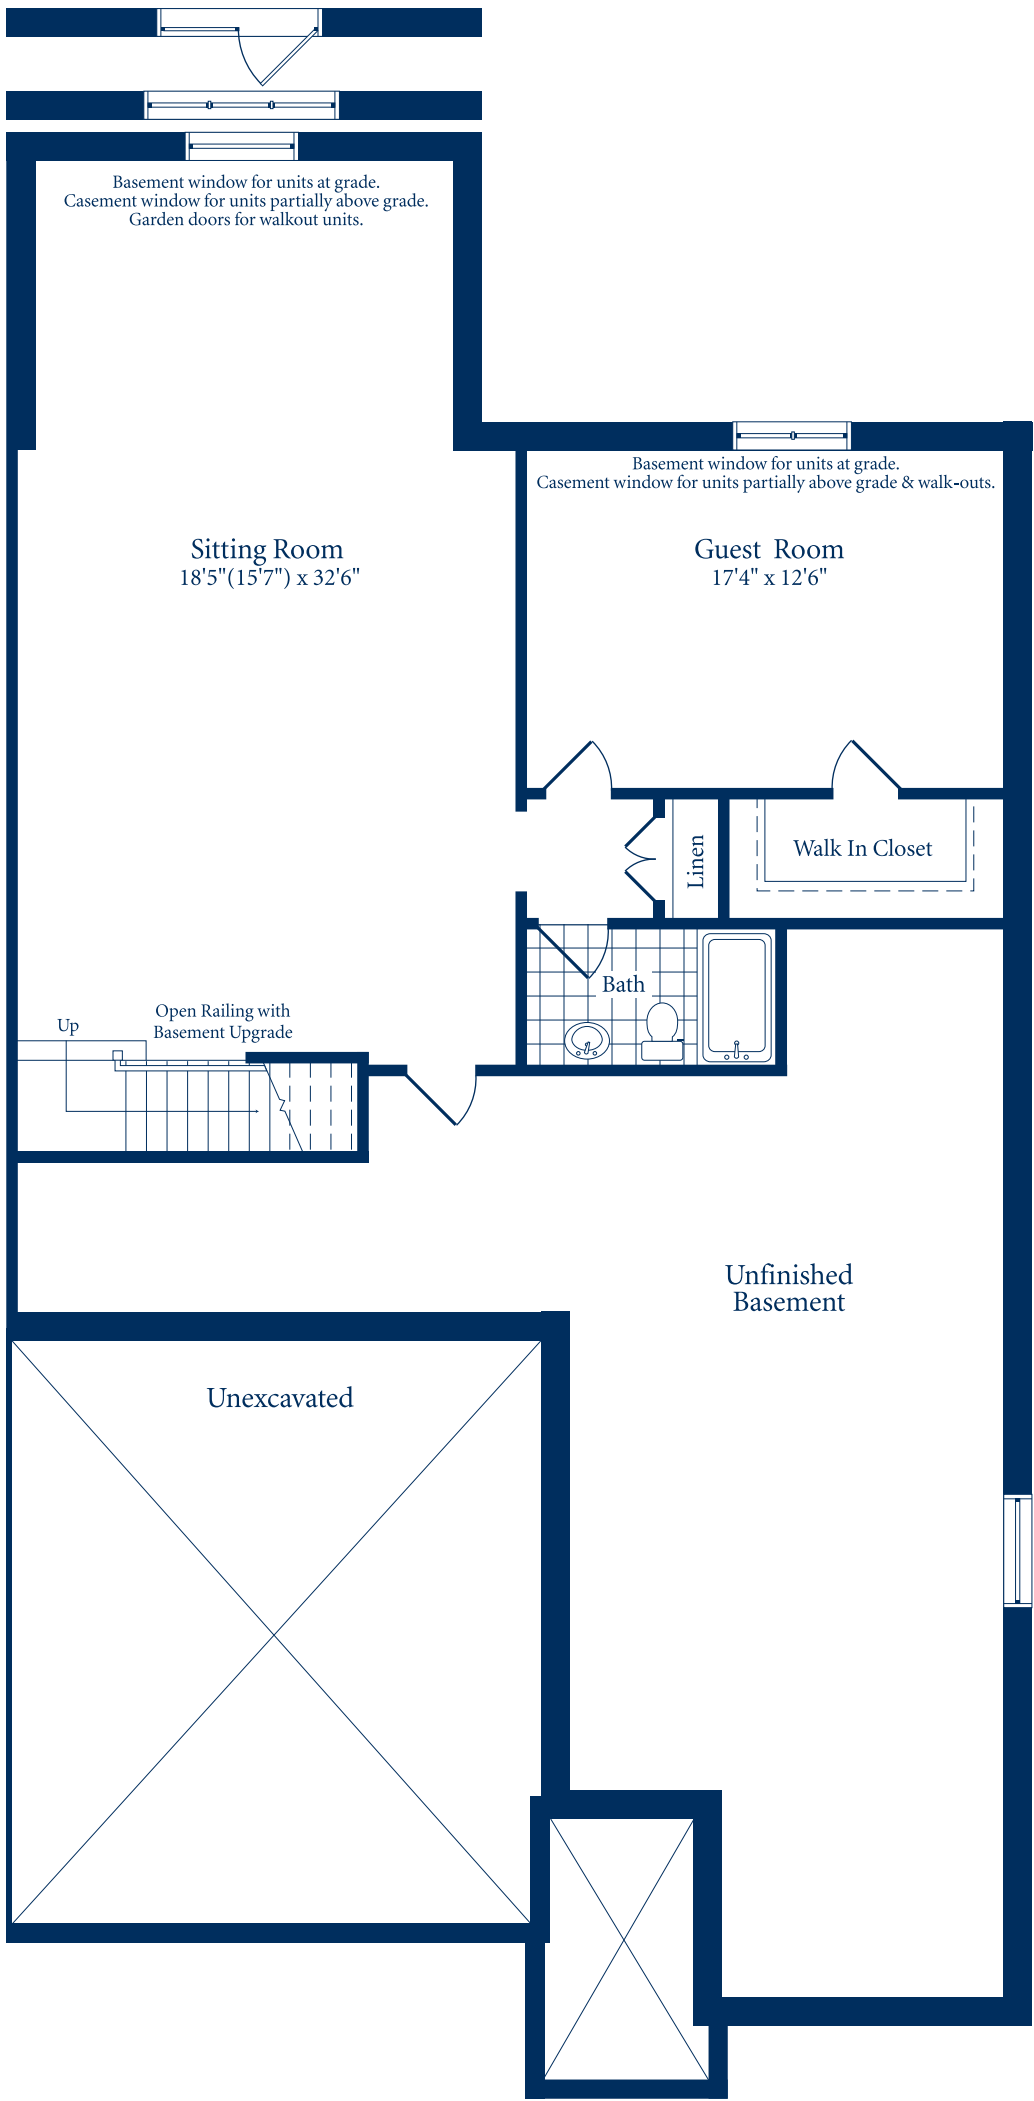 Basement window for units at grade.
Casement window for units partially above grade.
Garden doors for walkout units.
Basement window for units at grade.
Casement window for units partially above grade & walk-outs.
Sitting Room
18'5"(15'7") x 32'6"
Guest Room
17'4" x 12'6"
Linen
Walk In Closet
Bath
Up
Open Railing with
Basement Upgrade
Unfinished
Basement
Unexcavated